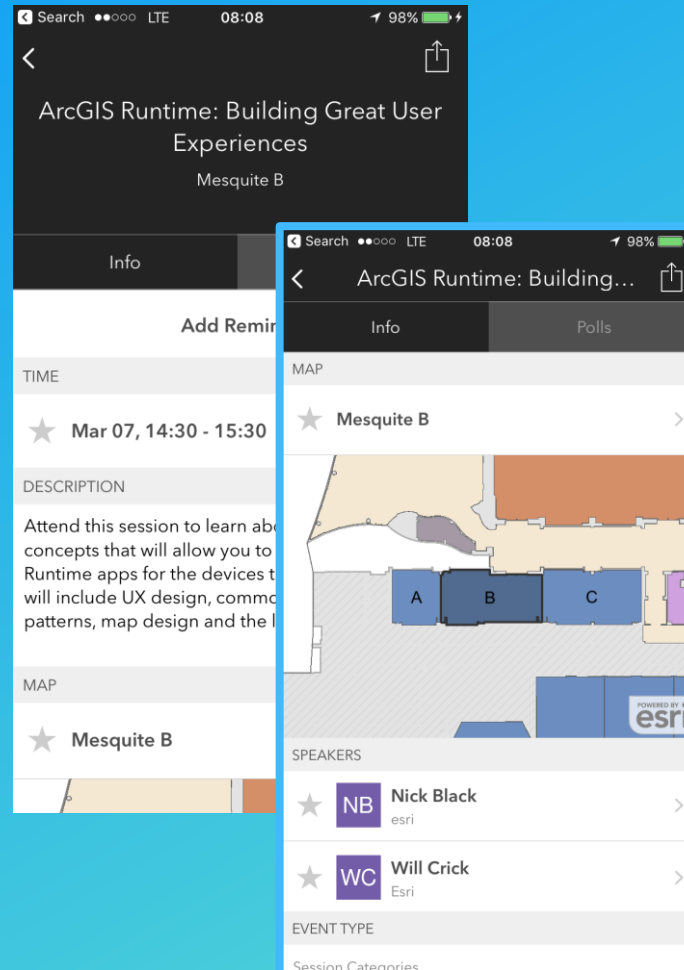 Search LTE 08:08 98%
ArcGIS Runtime: Building Great User
Experiences
Mesquite B
Info
Add Remin
TIME
Mar 07, 14:30 - 15:30
DESCRIPTION
Attend this session to learn abo
concepts that will allow you to
Runtime apps for the devices t
will include UX design, commo
patterns, map design and the l
MAP
Mesquite B
Search LTE 08:08 98%
ArcGIS Runtime: Building...
Info Polls
MAP
Mesquite B
A B C
POWERED BY
esri
SPEAKERS
NB Nick Black
esri
WC Will Crick
Esri
EVENT TYPE
Session Categories